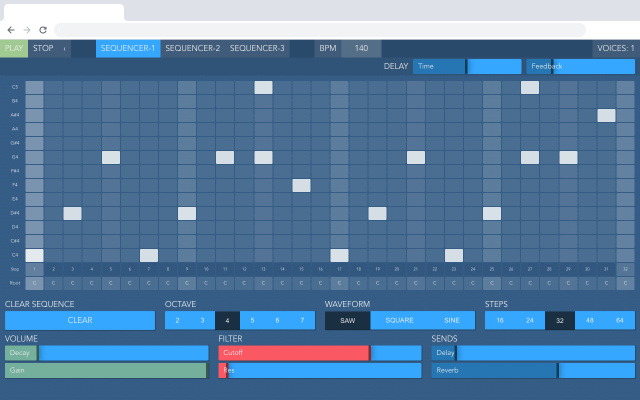 PLAY STOP SEQUENCER-1 SEQUENCER-2 SEQUENCER-3 BPM 140 VOICES: 1
DELAY Time Feedback
C5
B4
A#4
A4
G#4
G4
F#4
F4
E4
D#4
D4
C#4
C4
Step 1 2 3 4 5 6 7 8 9 10 11 12 13 14 15 16 17 18 19 20 21 22 23 24 25 26 27 28 29 30 31 32
Root C C C C C C C C C C C C C C C C C C C C C C C C C C C C C C C C
CLEAR SEQUENCE OCTAVE WAVEFORM STEPS
CLEAR 2 3 4 5 6 7 SAW SQUARE SINE 16 24 32 48 64
VOLUME FILTER SENDS
Decay Cutoff Delay
Gain Res Reverb